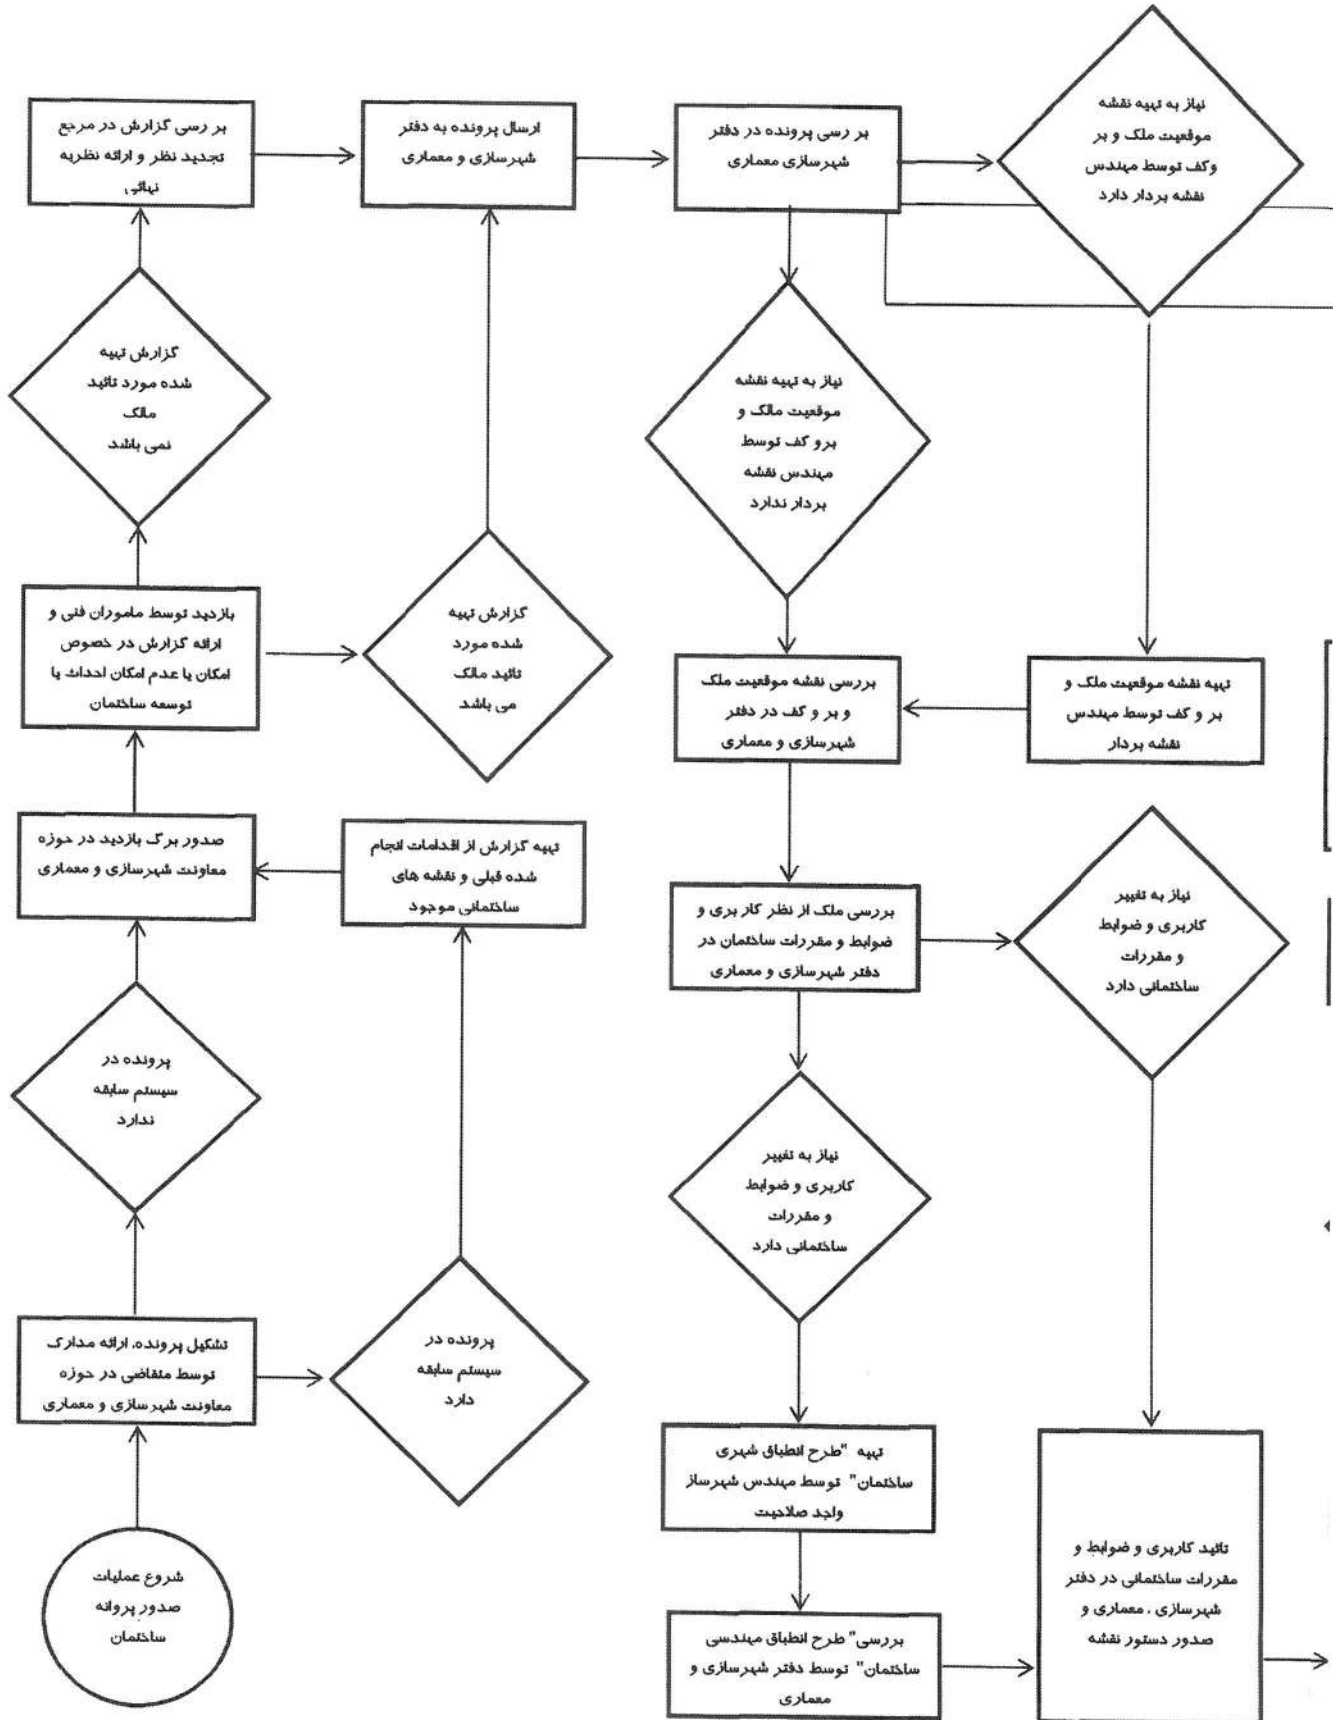 بر رسی گزارش در مرجع
تجدید نظر و ارائه نظریه
نهائی
ارسال پرونده به دفتر
شهرسازی و معماری
بر رسی پرونده در دفتر
شهرسازی معماری
نیاز به تهیه نقشه
موقعیت ملک و بر
وکف توسط مهندس
نقشه بردار دارد
گزارش تهیه
شده مورد تائید
مالک
نمی باشد
نیاز به تهیه نقشه
موقعیت مالک و
برو کف توسط
مهندس نقشه
بردار ندارد
بازدید توسط ماموران فنی و
ارائه گزارش در خصوص
امکان یا عدم امکان احداث یا
توسعه ساختمان
گزارش تهیه
شده مورد
تائید مالک
می باشد
بررسی نقشه موقعیت ملک
و بر و کف در دفتر
شهرسازی و معماری
تهیه نقشه موقعیت ملک و
بر و کف توسط مهندس
نقشه بردار
صدور برگ بازدید در حوزه
معاونت شهرسازی و معماری
تهیه گزارش از اقدامات انجام
شده قبلی و نقشه های
ساختمانی موجود
بررسی ملک از نظر کار بری و
ضوابط و مقررات ساختمان در
دفتر شهرسازی و معماری
نیاز به تغییر
کاربری و ضوابط
و مقررات
ساختمانی دارد
پرونده در
سیستم سابقه
ندارد
نیاز به تغییر
کاربری و ضوابط
و مقررات
ساختمانی دارد
تشکیل پرونده، ارائه مدارک
توسط متقاضی در حوزه
معاونت شهرسازی و معماری
پرونده در
سیستم سابقه
دارد
تهیه "طرح انطباق شهری
ساختمان" توسط مهندس شهرساز
واجد صلاحیت
شروع عملیات
صدور پروانه
ساختمان
بررسی" طرح انطباق مهندسی
ساختمان" توسط دفتر شهرسازی و
معماری
تائید کاربری و ضوابط و
مقررات ساختمانی در دفتر
شهرسازی ، معماری و
صدور دستور نقشه